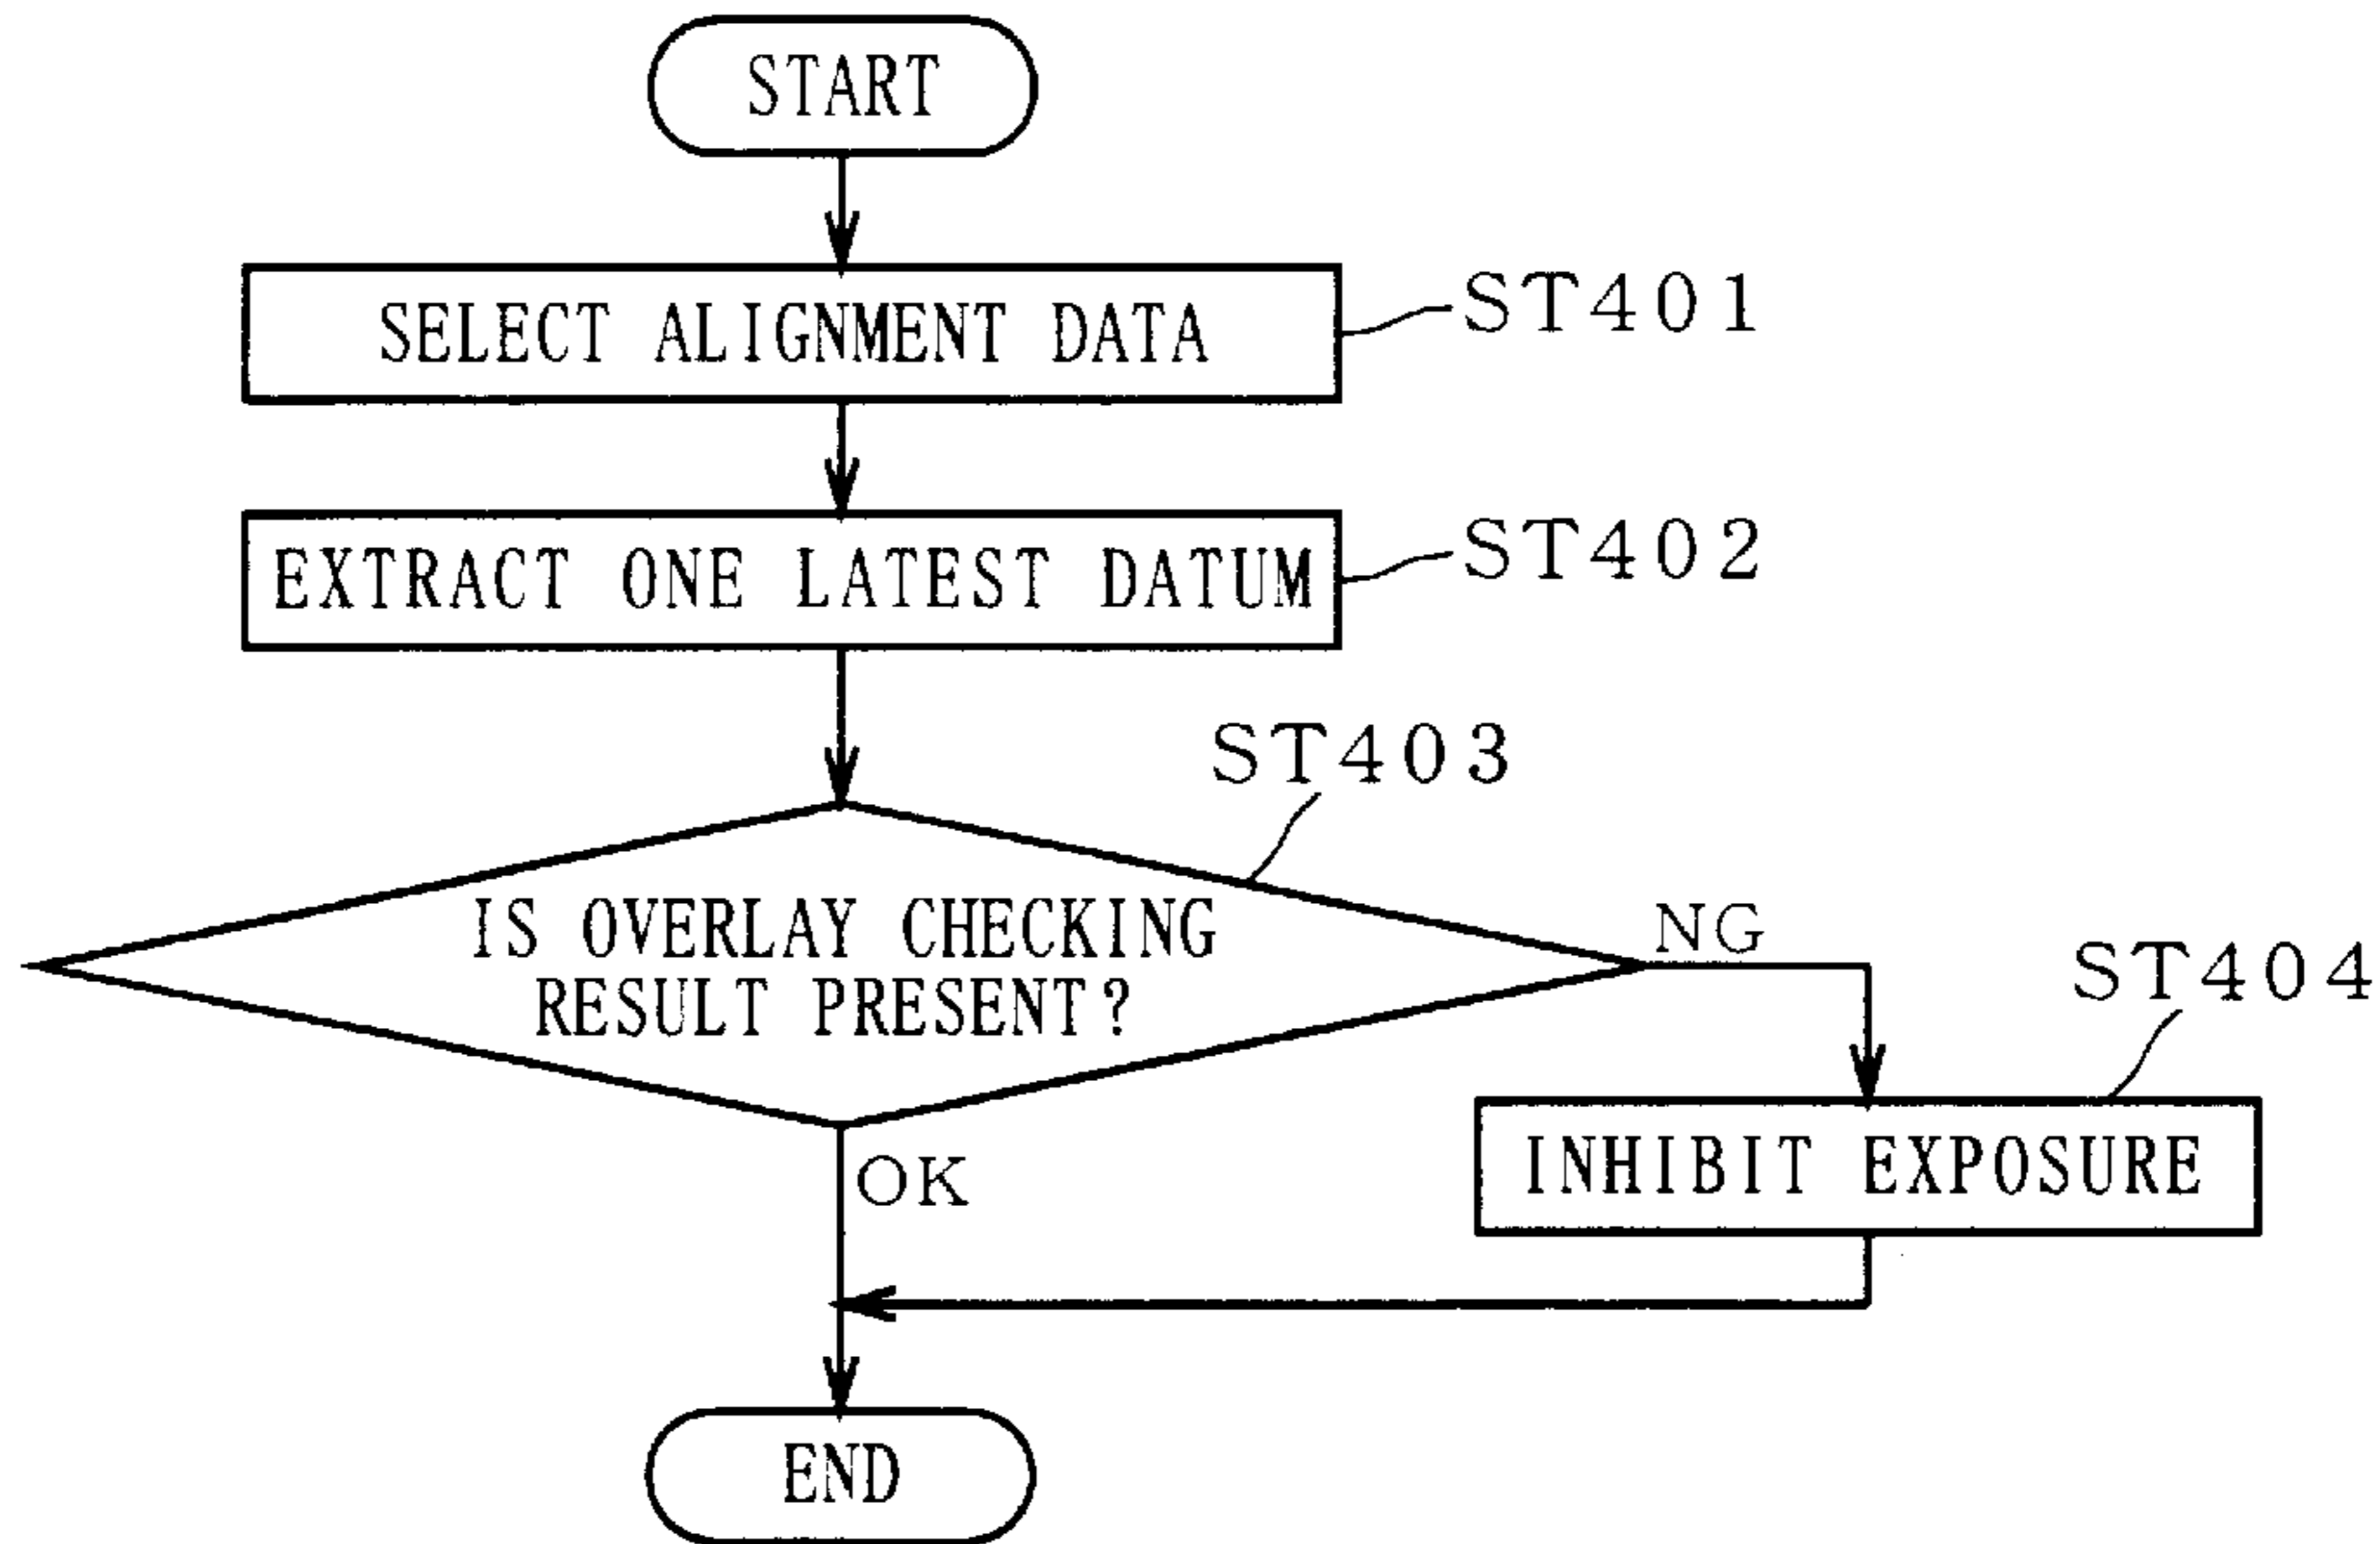 START
SELECT ALIGNMENT DATA
ST401
EXTRACT ONE LATEST DATUM
ST402
ST403
IS OVERLAY CHECKING
RESULT PRESENT?
NG
ST404
OK
INHIBIT EXPOSURE
END